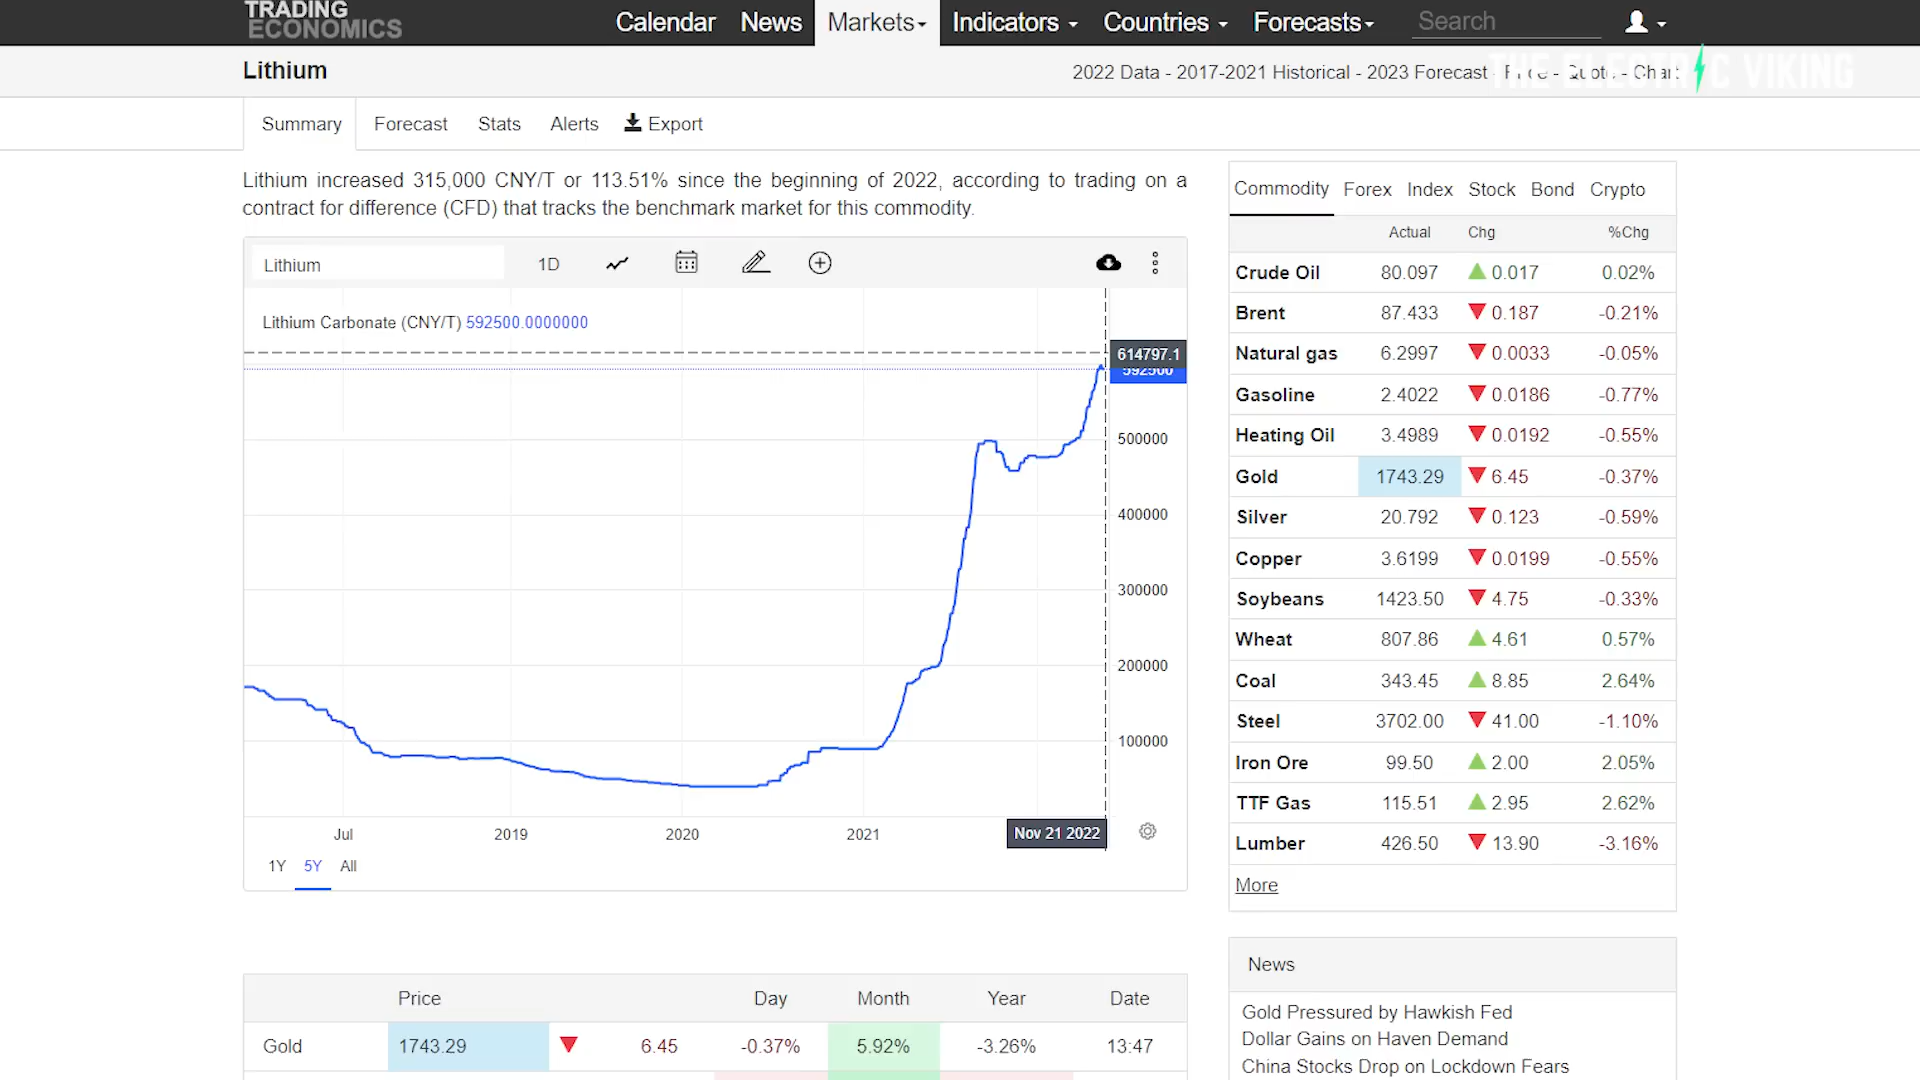 TRADING
ECONOMICS
Calendar News Markets Indicators Countries Forecasts Search
Lithium
2022 Data - 2017-2021 Historical - 2023 Forecast - Price - Quote - Chart
THE ELECTRIC VIKING
Summary Forecast Stats Alerts Export
Lithium increased 315,000 CNY/T or 113.51% since the beginning of 2022, according to trading on a
contract for difference (CFD) that tracks the benchmark market for this commodity.
Lithium 1D
Lithium Carbonate (CNY/T) 592500.0000000
614797.1
592500
500000
400000
300000
200000
100000
Jul 2019 2020 2021 Nov 21 2022
1Y 5Y All
Commodity Forex Index Stock Bond Crypto
Actual Chg %Chg
Crude Oil 80.097 0.017 0.02%
Brent 87.433 0.187 -0.21%
Natural gas 6.2997 0.0033 -0.05%
Gasoline 2.4022 0.0186 -0.77%
Heating Oil 3.4989 0.0192 -0.55%
Gold 1743.29 6.45 -0.37%
Silver 20.792 0.123 -0.59%
Copper 3.6199 0.0199 -0.55%
Soybeans 1423.50 4.75 -0.33%
Wheat 807.86 4.61 0.57%
Coal 343.45 8.85 2.64%
Steel 3702.00 41.00 -1.10%
Iron Ore 99.50 2.00 2.05%
TTF Gas 115.51 2.95 2.62%
Lumber 426.50 13.90 -3.16%
More
Price Day Month Year Date
Gold 1743.29 6.45 -0.37% 5.92% -3.26% 13:47
News
Gold Pressured by Hawkish Fed
Dollar Gains on Haven Demand
China Stocks Drop on Lockdown Fears